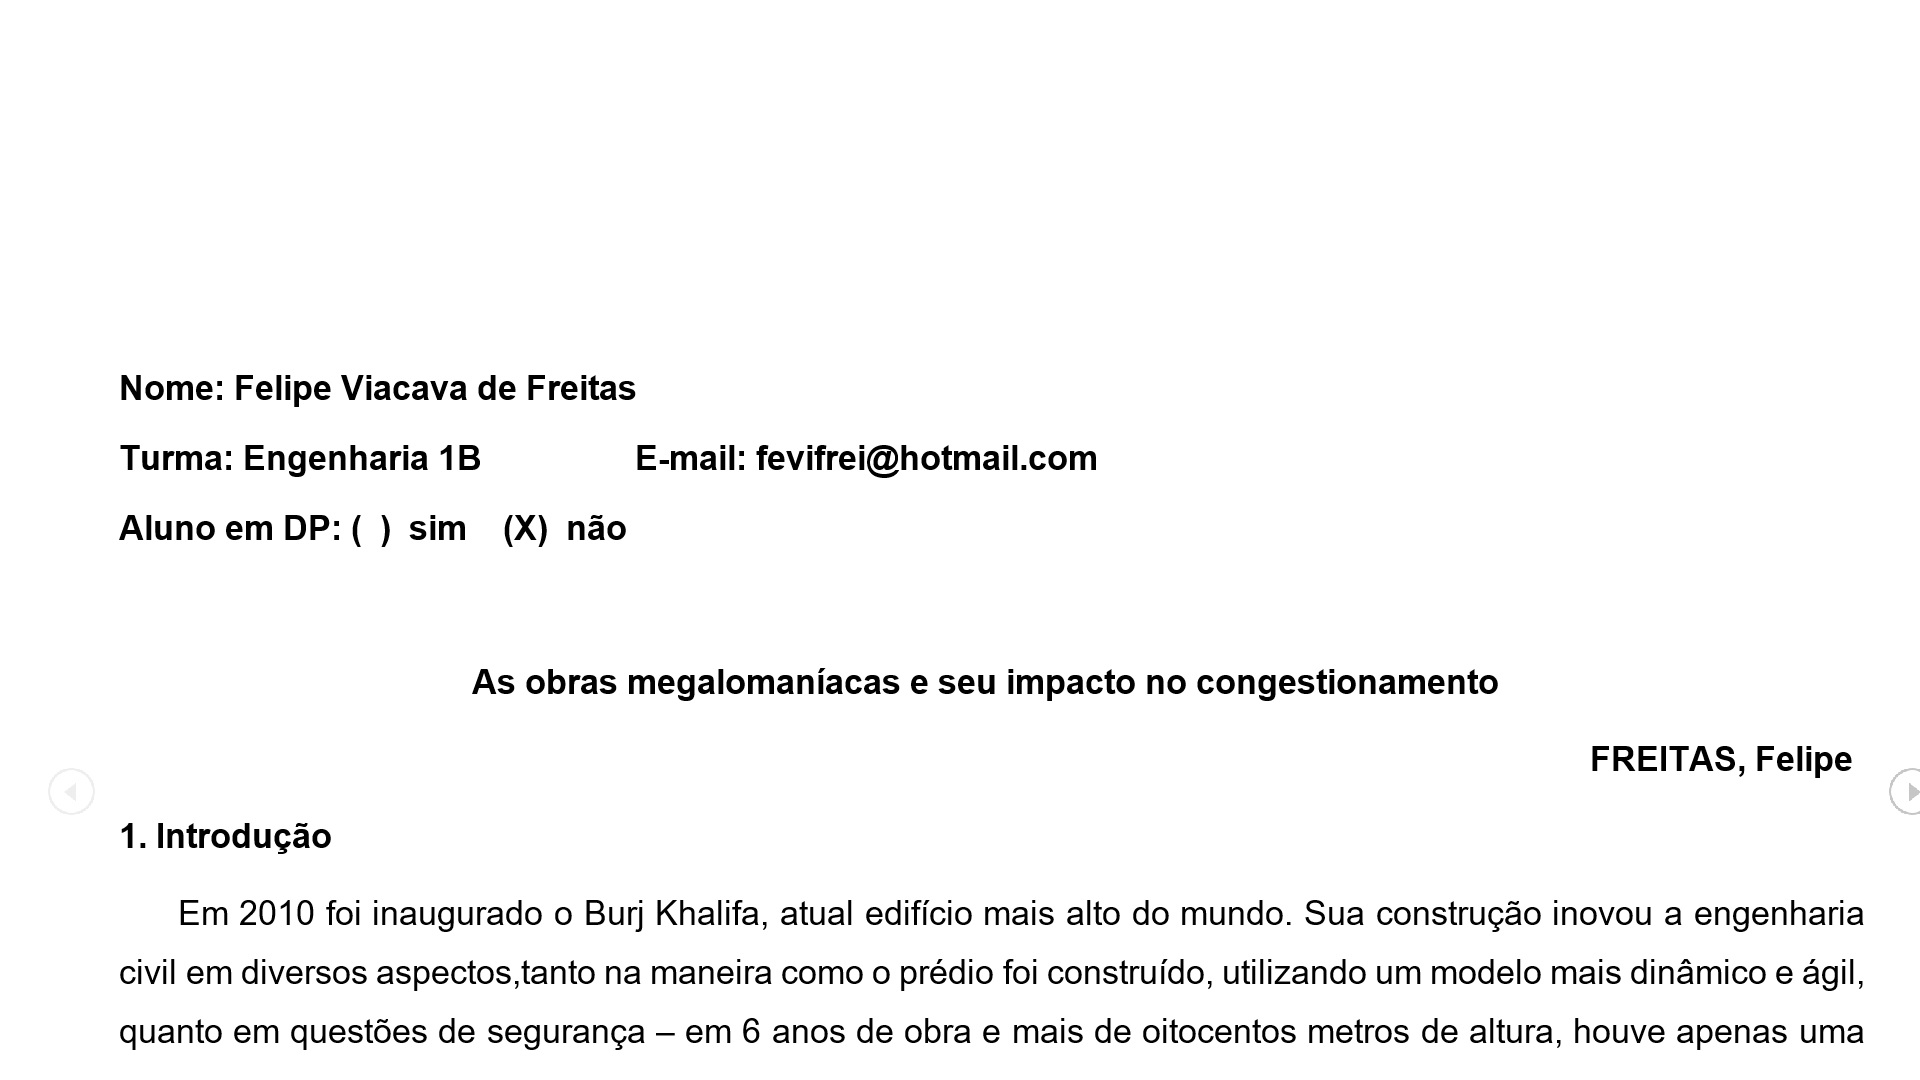 Nome: Felipe Viacava de Freitas
Turma: Engenharia 1B E-mail: fevifrei@hotmail.com
Aluno em DP: ( ) sim (X) não
As obras megalomaníacas e seu impacto no congestionamento
FREITAS, Felipe
1. Introdução
Em 2010 foi inaugurado o Burj Khalifa, atual edifício mais alto do mundo. Sua construção inovou a engenharia
civil em diversos aspectos,tanto na maneira como o prédio foi construído, utilizando um modelo mais dinâmico e ágil,
quanto em questões de segurança – em 6 anos de obra e mais de oitocentos metros de altura, houve apenas uma